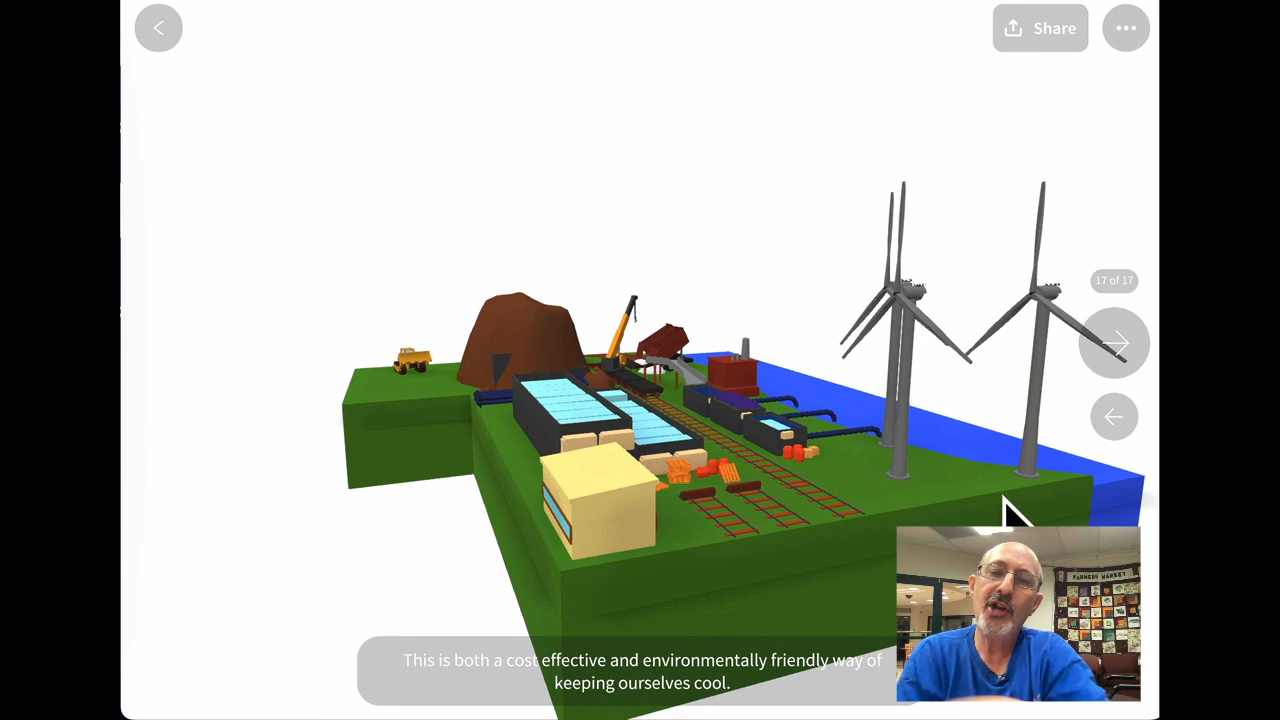 Share
17 of 17
FARMERS MARKET
This is both a cost effective and environmentally friendly way of
keeping ourselves cool.